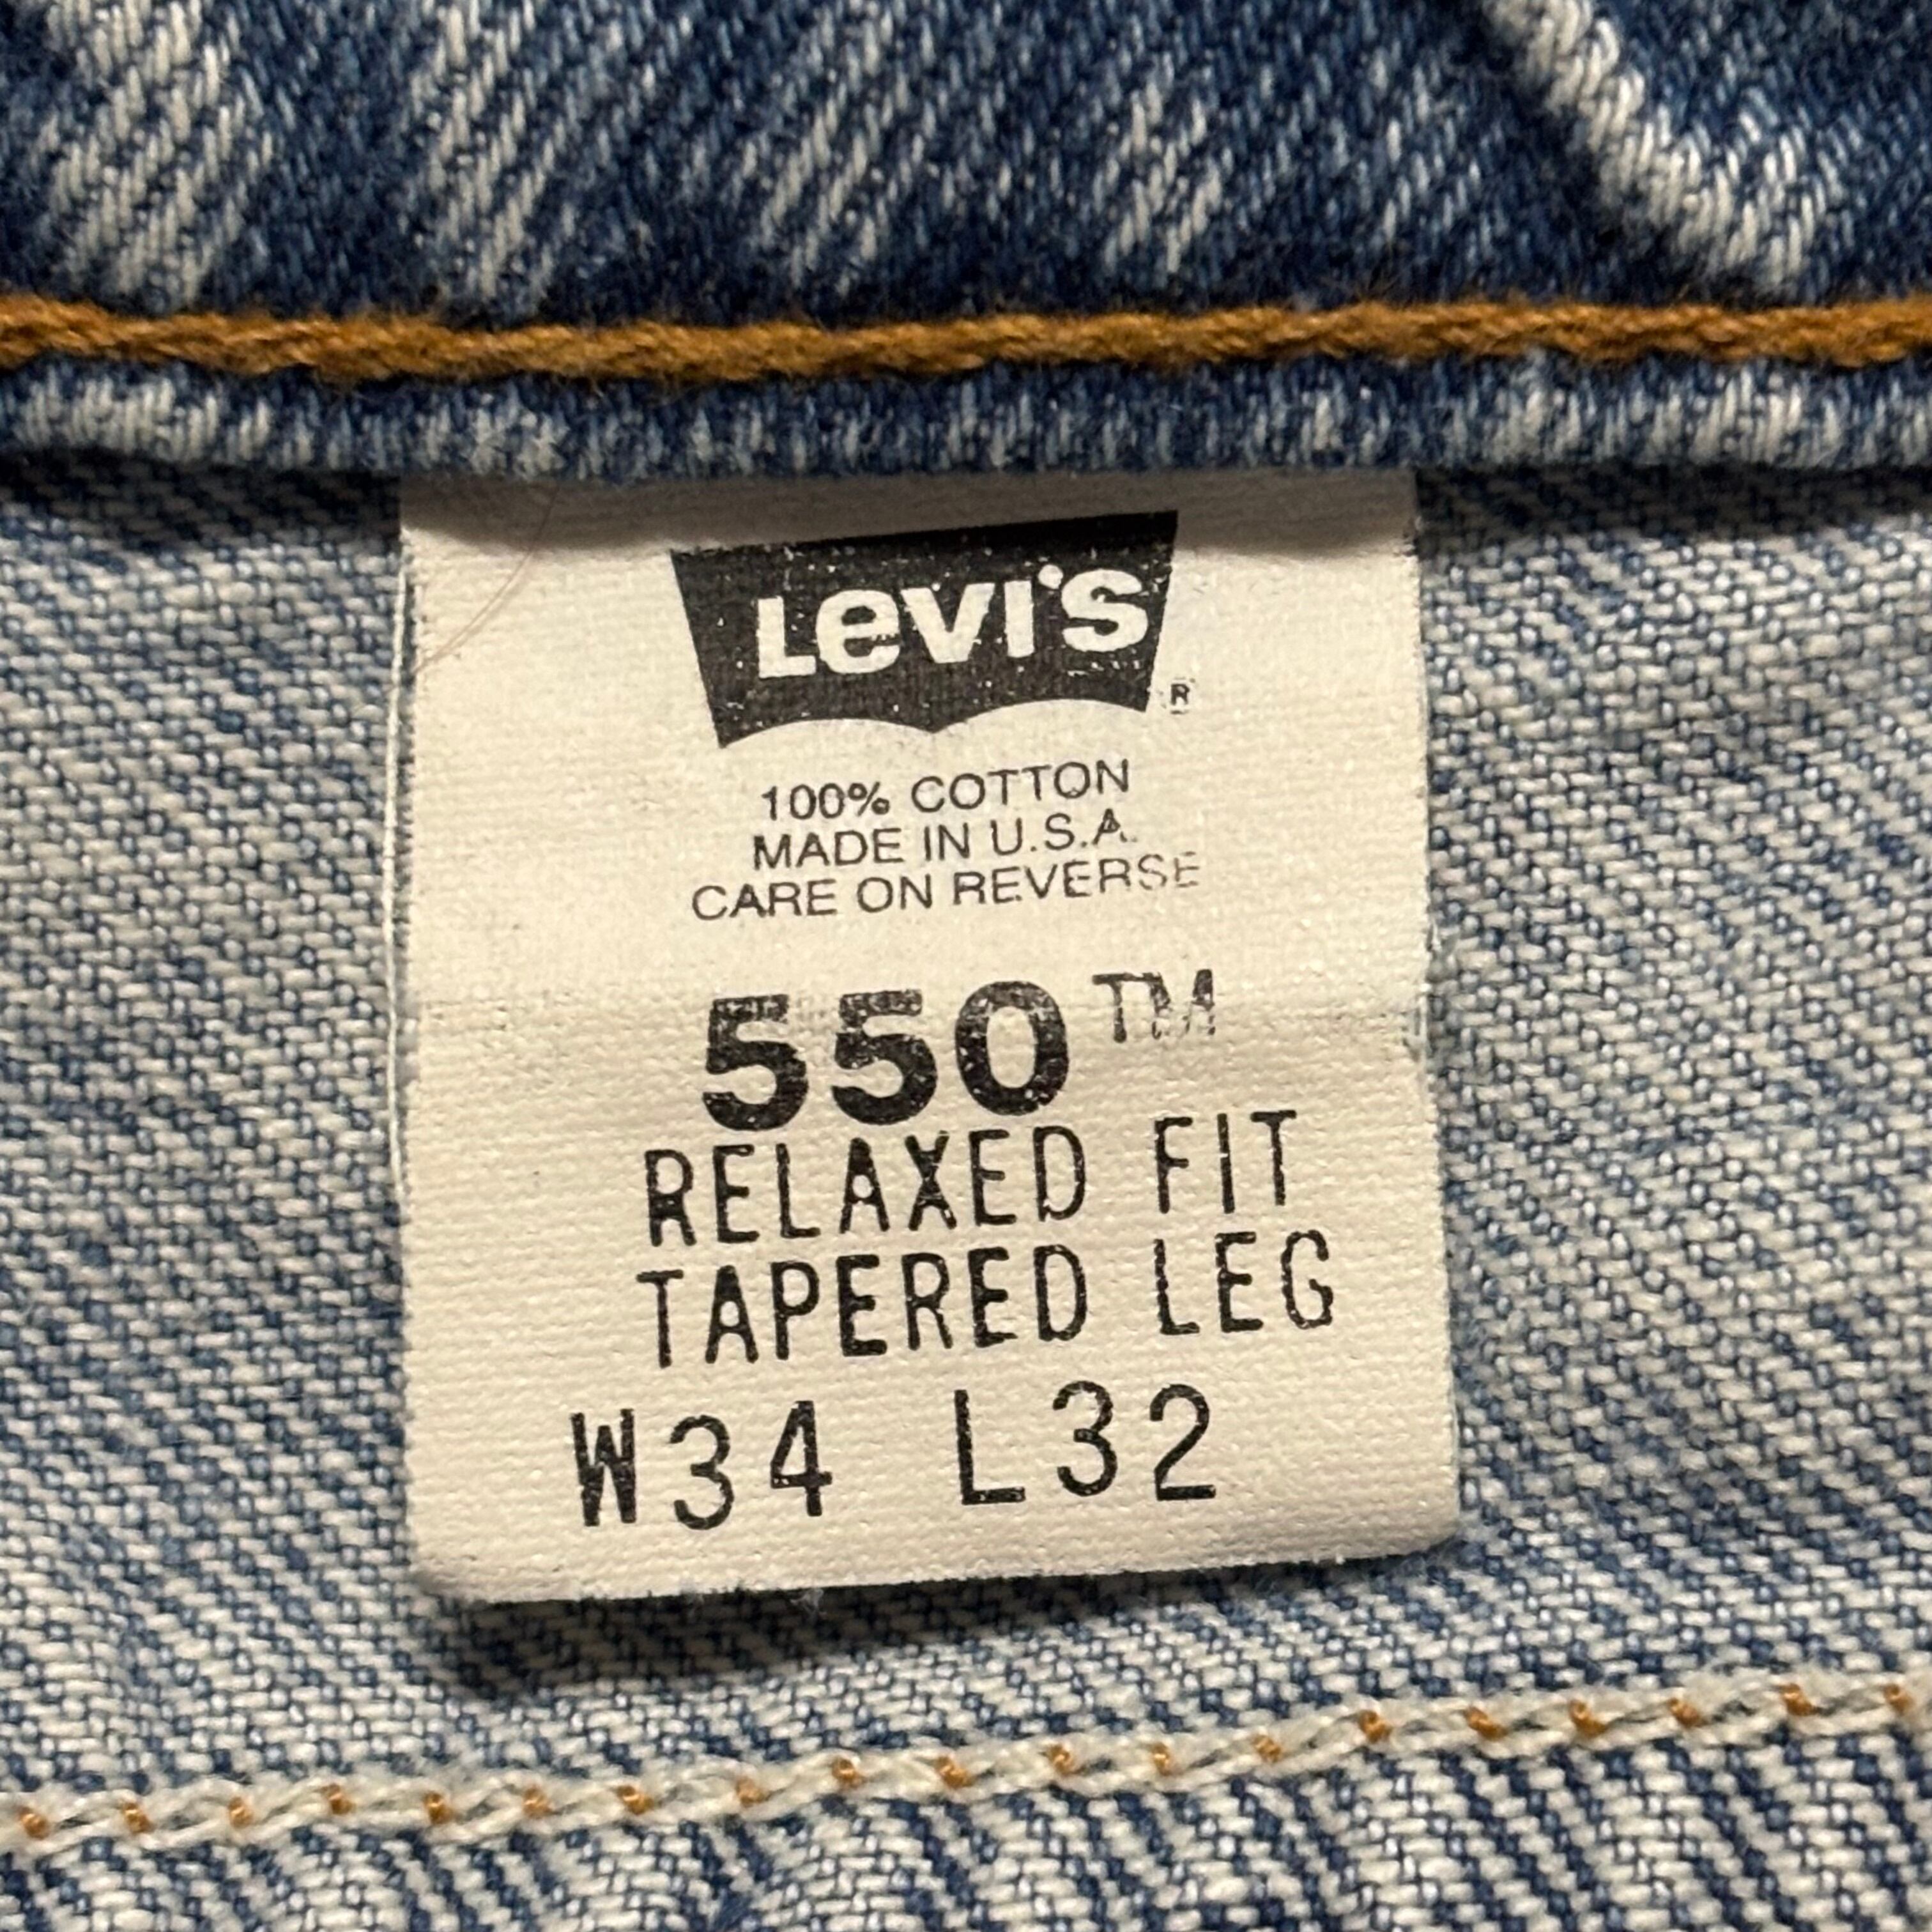 Levi's
®
100% COTTON
MADE IN U.S.A.
CARE ON REVERSE
550™
RELAXED FIT
TAPERED LEG
W34 L32